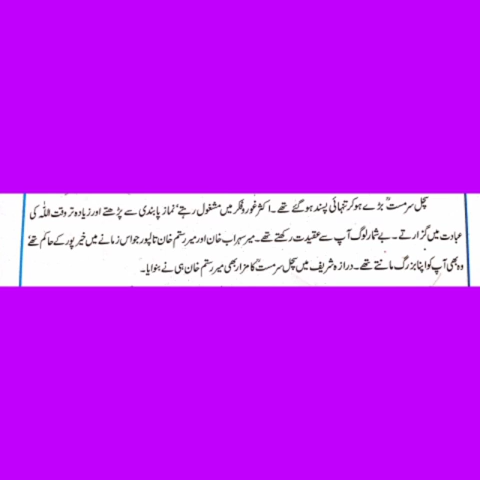 سچل سرمستؒ بڑے ہو کر تنہائی پسند ہو گئے تھے۔ اکثر غور و فکر میں مشغول رہتے، نماز پابندی سے پڑھتے اور زیادہ تر وقت اللہ کی
عبادت میں گزارتے۔ بے شمار لوگ آپ سے عقیدت رکھتے تھے۔ میر سہراب خان اور میر رستم خان تالپور جو اس زمانے میں خیر پور کے حاکم تھے
وہ بھی آپ کو اپنا بزرگ مانتے تھے۔ درازہ شریف میں سچل سرمستؒ کا مزار بھی میر رستم خان ہی نے بنوایا۔